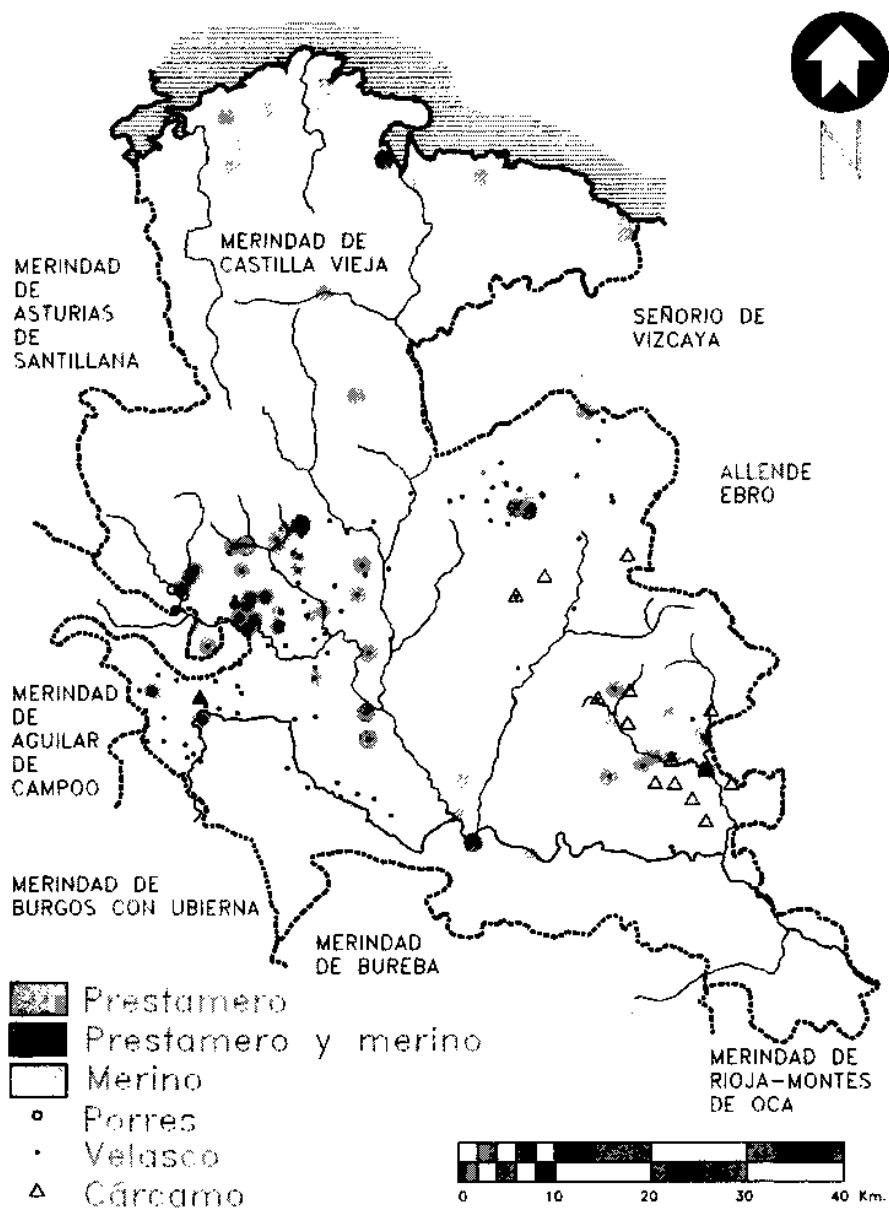 N
MERINDAD DE
CASTILLA VIEJA
MERINDAD
DE
ASTURIAS
DE
SANTILLANA
SEÑORIO DE
VIZCAYA
ALLENDE
EBRO
MERINDAD
DE
AGUILAR
DE
CAMPOO
MERINDAD DE
BURGOS CON UBIERNA
MERINDAD
DE BUREBA
MERINDAD DE
RIOJA-MONTES
DE OCA
Prestamero
Prestamero y merino
Merino
Porres
Velasco
Cárcamo
0 10 20 30 40 Km.